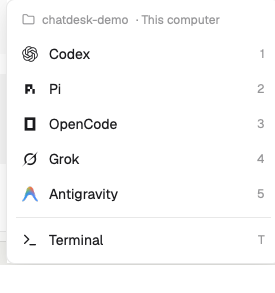 chatdesk-demo · This computer
Codex 1
Pi 2
OpenCode 3
Grok 4
Antigravity 5
Terminal T